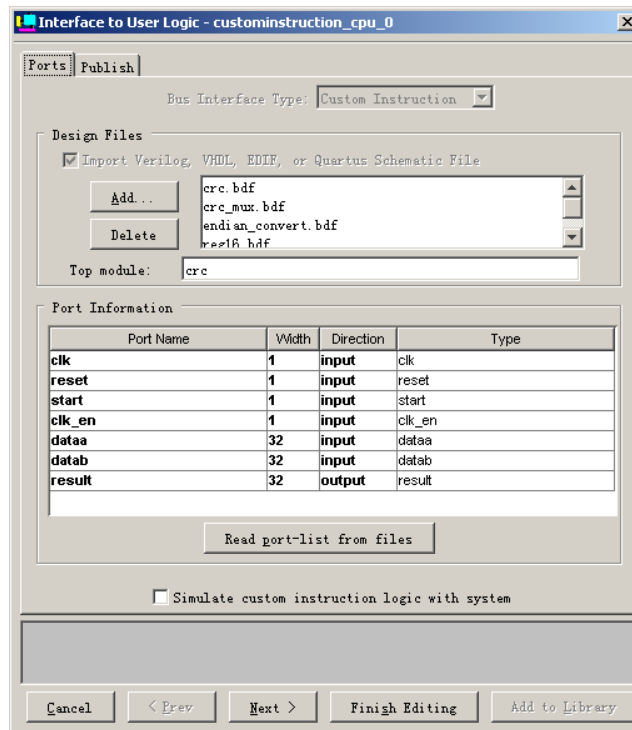 Interface to User Logic - custominstruction_cpu_0
Ports Publish
Bus Interface Type: Custom Instruction
Design Files
Import Verilog, VHDL, EDIF, or Quartus Schematic File
Add...
Delete
crc.bdf
crc_mux.bdf
endian_convert.bdf
reg16.bdf
Top module: crc
Port Information
Port Name Width Direction Type
clk 1 input clk
reset 1 input reset
start 1 input start
clk_en 1 input clk_en
dataa 32 input dataa
datab 32 input datab
result 32 output result
Read port-list from files
Simulate custom instruction logic with system
Cancel < Prev Next > Finish Editing Add to Library